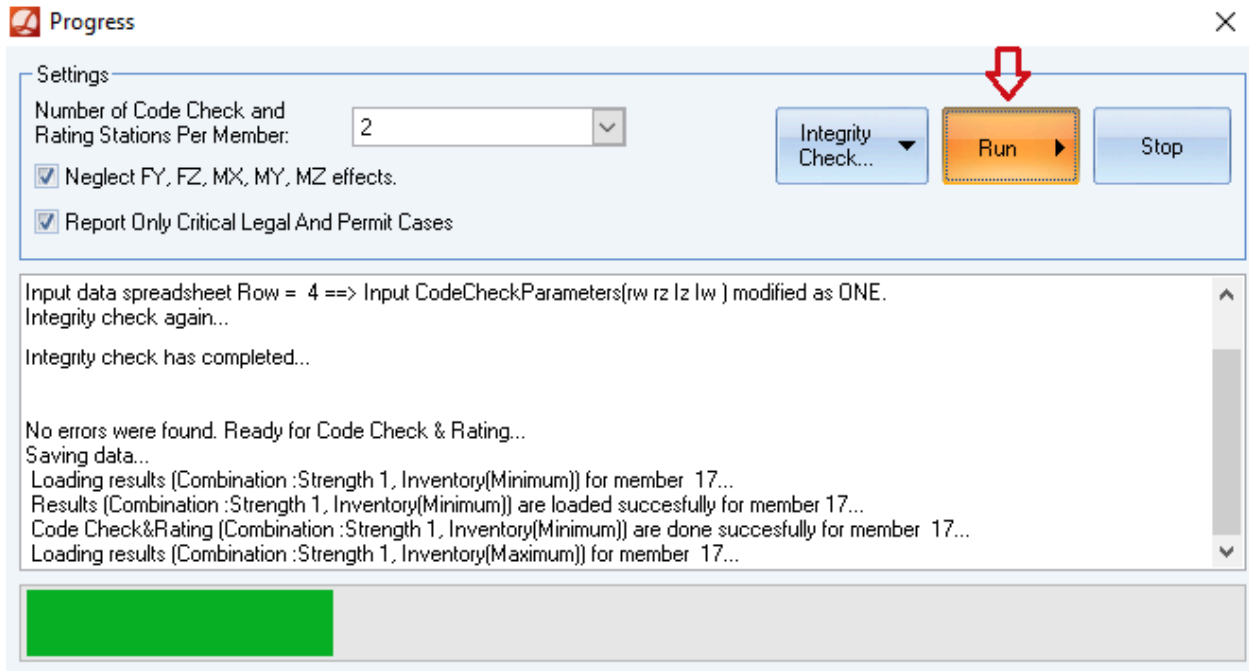 Progress
Settings
Number of Code Check and
Rating Stations Per Member:
2
Neglect FY, FZ, MX, MY, MZ effects.
Report Only Critical Legal And Permit Cases
Integrity
Check...
Run
Stop
Input data spreadsheet Row =  4 ==> Input CodeCheckParameters(rw rz lz lw ) modified as ONE.
Integrity check again...
Integrity check has completed...
No errors were found. Ready for Code Check & Rating...
Saving data...
Loading results (Combination :Strength 1, Inventory(Minimum)) for member  17...
Results (Combination :Strength 1, Inventory(Minimum)) are loaded succesfully for member 17...
Code Check&Rating (Combination :Strength 1, Inventory(Minimum)) are done succesfully for member  17...
Loading results (Combination :Strength 1, Inventory(Maximum)) for member  17...